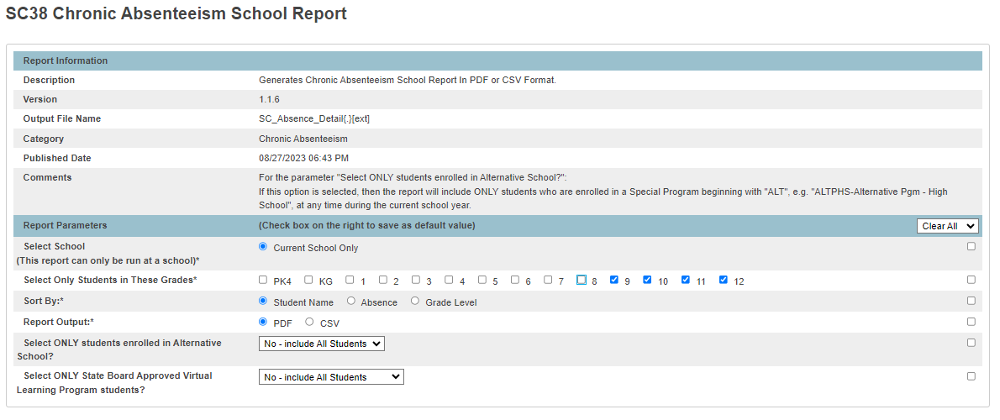 SC38 Chronic Absenteeism School Report
Report Information
Description Generates Chronic Absenteeism School Report In PDF or CSV Format.
Version 1.1.6
Output File Name SC_Absence_Detail{.}[ext]
Category Chronic Absenteeism
Published Date 08/27/2023 06:43 PM
Comments For the parameter "Select ONLY students enrolled in Alternative School?":
If this option is selected, then the report will include ONLY students who are enrolled in a Special Program beginning with "ALT", e.g. "ALTPHS-Alternative Pgm - High
School", at any time during the current school year.
Report Parameters (Check box on the right to save as default value) Clear All
Select School Current School Only
(This report can only be run at a school)*
Select Only Students in These Grades* PK4 KG 1 2 3 4 5 6 7 8 9 10 11 12
Sort By:* Student Name Absence Grade Level
Report Output:* PDF CSV
Select ONLY students enrolled in Alternative No - include All Students
School?
Select ONLY State Board Approved Virtual No - include All Students
Learning Program students?